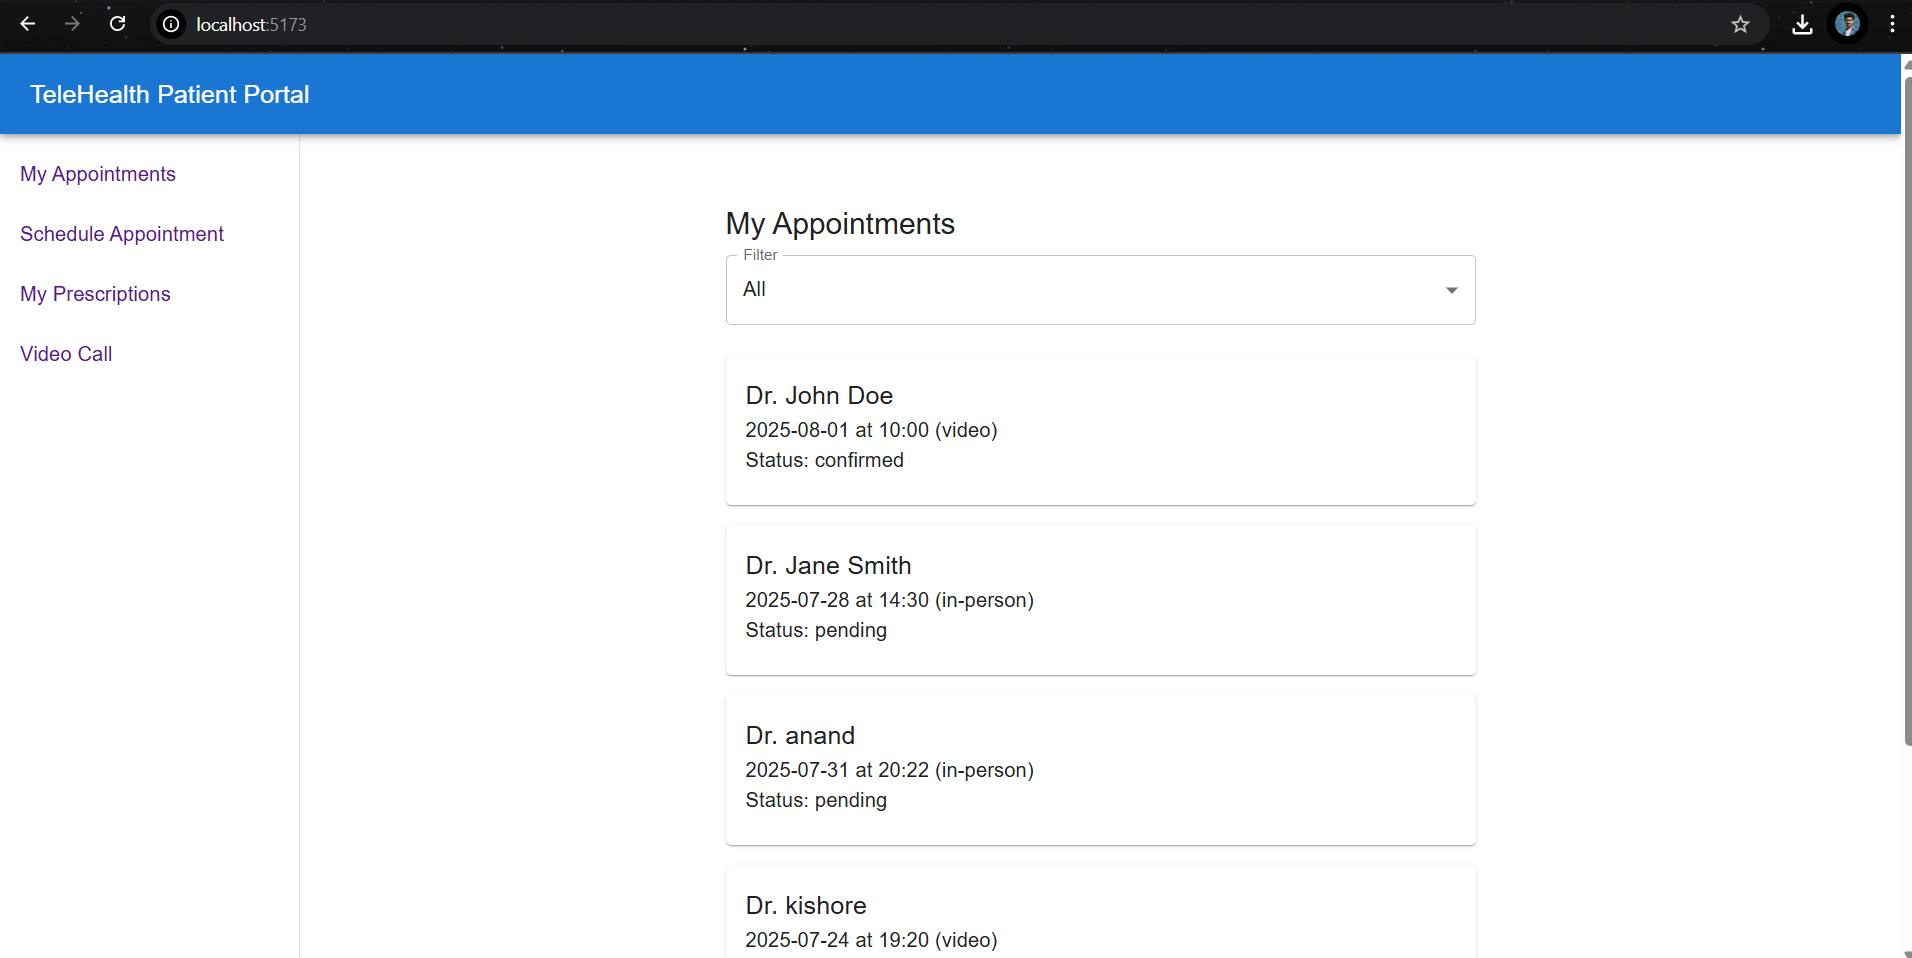 localhost:5173
TeleHealth Patient Portal
My Appointments
Schedule Appointment
My Prescriptions
Video Call
My Appointments
Filter
All
Dr. John Doe
2025-08-01 at 10:00 (video)
Status: confirmed
Dr. Jane Smith
2025-07-28 at 14:30 (in-person)
Status: pending
Dr. anand
2025-07-31 at 20:22 (in-person)
Status: pending
Dr. kishore
2025-07-24 at 19:20 (video)